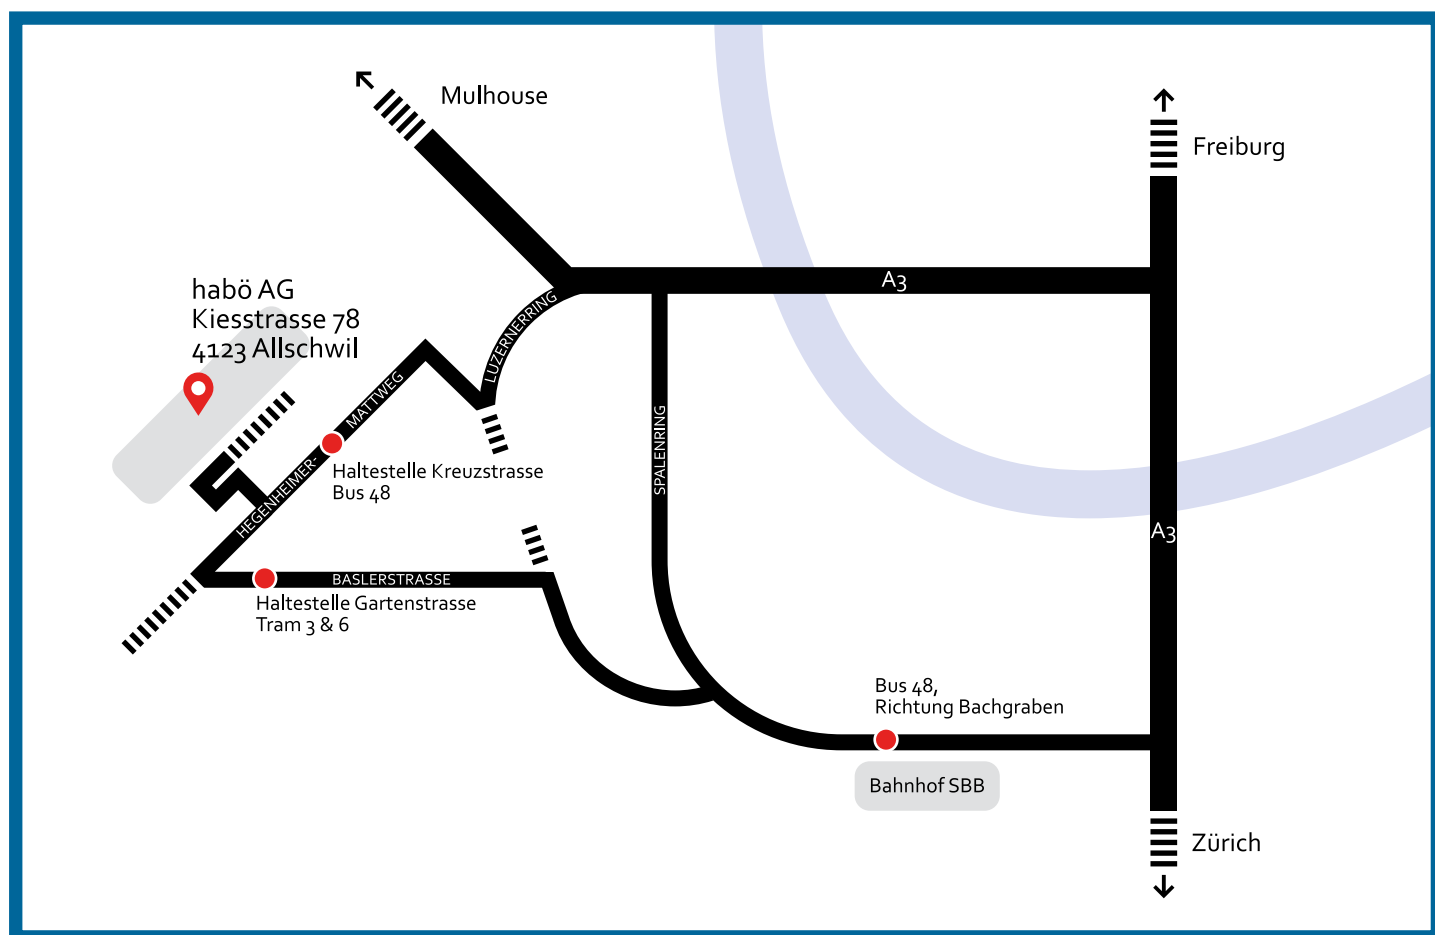 Mulhouse
Freiburg
A3
habö AG
Kiesstrasse 78
4123 Allschwil
LUZERNERRING
MATTWEG
HEGENHEIMER-
SPALENRING
Haltestelle Kreuzstrasse
Bus 48
A3
BASLERSTRASSE
Haltestelle Gartenstrasse
Tram 3 & 6
Bus 48,
Richtung Bachgraben
Bahnhof SBB
Zürich